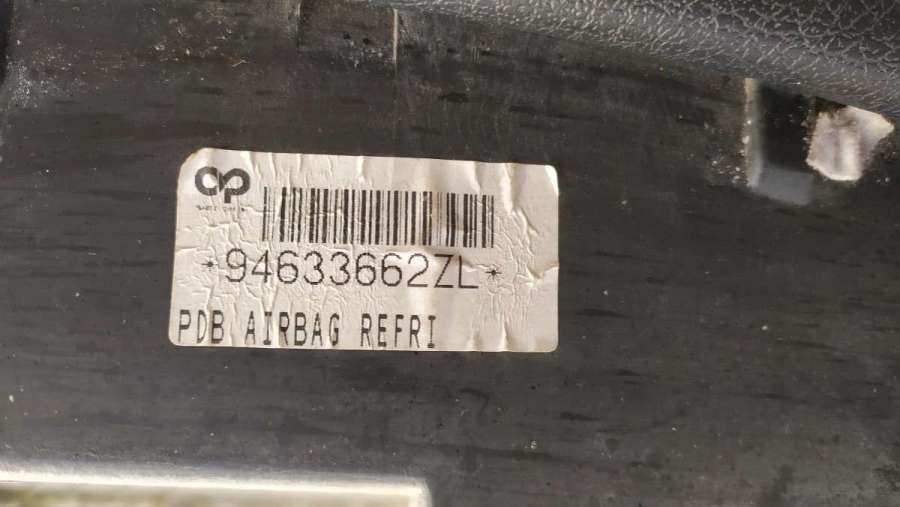 *94633662ZL*
PDB AIRBAG REFRI